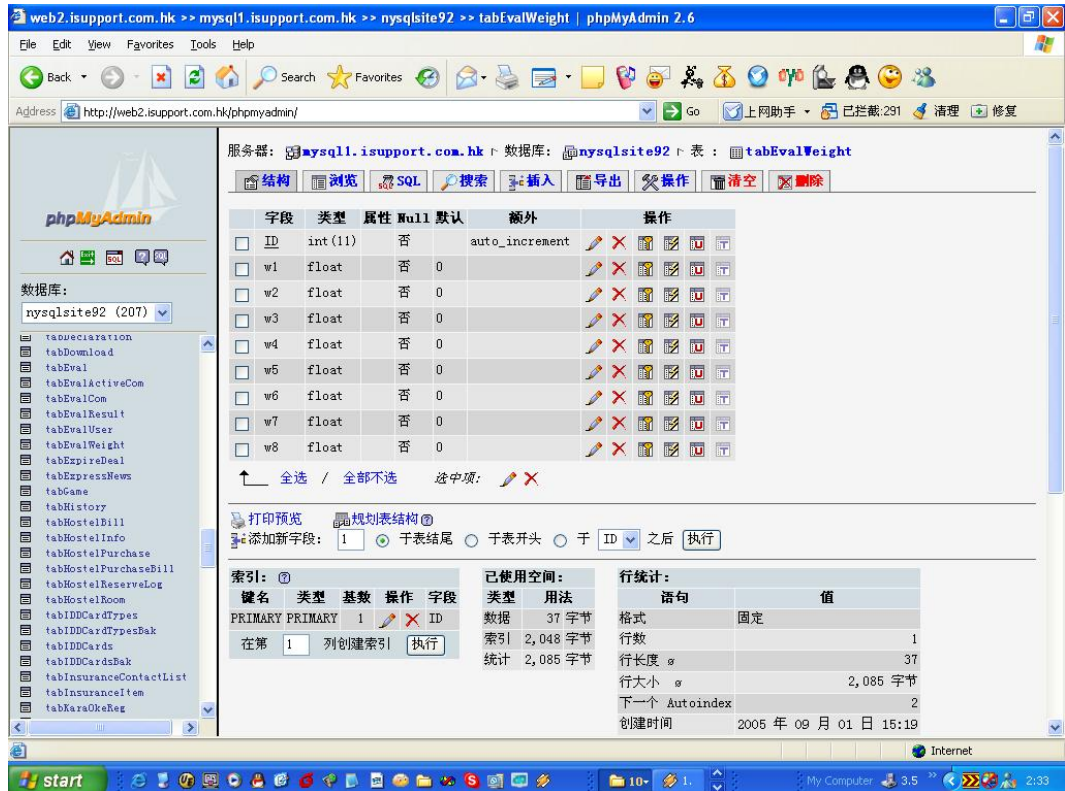 web2.isupport.com.hk >> mysql1.isupport.com.hk >> nysqlsite92 >> tabEvalWeight | phpMyAdmin 2.6
File Edit View Favorites Tools Help
Back Search Favorites
Address http://web2.isupport.com.hk/phpmyadmin/ Go 上网助手 已拦截:291 清理 修复
phpMyAdmin
数据库:
nysqlsite92 (207)
tabDeclaration
tabDownload
tabEval
tabEvalActiveCom
tabEvalCom
tabEvalResult
tabEvalUser
tabEvalWeight
tabExpireDeal
tabExpressNews
tabGame
tabHistory
tabHostelBill
tabHostelInfo
tabHostelPurchase
tabHostelPurchaseBill
tabHostelReserveLog
tabHostelRoom
tabIDDCardTypes
tabIDDCardTypesBak
tabIDDCards
tabIDDCardsBak
tabInsuranceContactList
tabInsuranceItem
tabKaraOkeReg
服务器: mysql1.isupport.com.hk 数据库: nysqlsite92 表 : tabEvalWeight
结构 浏览 SQL 搜索 插入 导出 操作 清空 删除
字段 类型 属性 Null 默认 额外 操作
ID int(11) 否 auto_increment
w1 float 否 0
w2 float 否 0
w3 float 否 0
w4 float 否 0
w5 float 否 0
w6 float 否 0
w7 float 否 0
w8 float 否 0
全选 / 全部不选 选中项:
打印预览 规划表结构
添加新字段: 1 于表结尾 于表开头 于 ID 之后 执行
索引:
键名 类型 基数 操作 字段
PRIMARY PRIMARY 1 ID
在第 1 列创建索引 执行
已使用空间:
类型 用法
数据 37 字节
索引 2,048 字节
统计 2,085 字节
行统计:
语句 值
格式 固定
行数 1
行长度 ø 37
行大小 ø 2,085 字节
下一个 Autoindex 2
创建时间 2005 年 09 月 01 日 15:19
Internet
start 10 1. My Computer 3.5 2:33